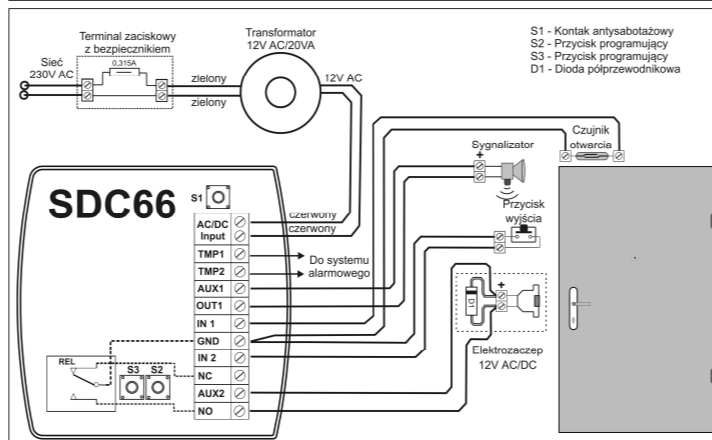 Terminal zaciskowy
z bezpiecznikiem
0,315A
Sieć
230V AC
zielony
zielony
Transformator
12V AC/20VA
12V AC
S1 - Kontak antysabotażowy
S2 - Przycisk programujący
S3 - Przycisk programujący
D1 - Dioda półprzewodnikowa
Czujnik
otwarcia
Sygnalizator
+
Przycisk
wyjścia
SDC66
S1
czerwony
czerwony
AC/DC
Input
TMP1
TMP2
Do systemu
alarmowego
AUX1
OUT1
IN 1
GND
IN 2
NC
AUX2
NO
REL
S3 S2
D1
+
Elektrozaczep
12V AC/DC